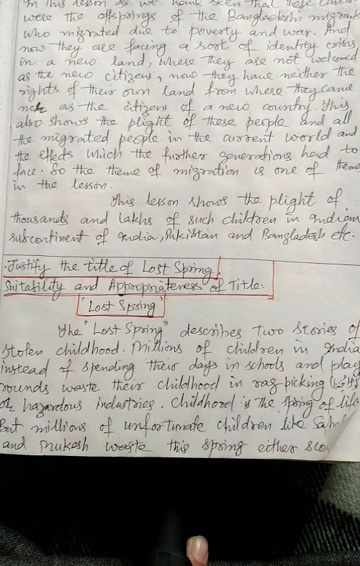 In this lesson as we have seen that these
were the offsprings of the Bangladeshi migrants
who migrated due to poverty and war. And
now they are facing a sort of identity crisis
in a new land, where they are not welcomed
as the new citizens, now they have neither the
rights of their own land from where they came
nor as the citizens of a new country. This
also shows the plight of these people and all
the migrated people in the current world and
the effects which the further generations had to
face. So the theme of migration is one of theme
in the lesson.
This lesson shows the plight of
thousands and lakhs of such children in Indian
subcontinent of India, Pakistan and Bangladesh etc.
Justify the title of Lost Spring.
Suitability and Appropriateness of Title.
'Lost Spring'
The "Lost Spring" describes two stories of
stolen childhood. Millions of children in India
instead of spending their days in schools and play
rounds waste their childhood in rag-picking
or hazardous industries. Childhood is the spring of life
But millions of unfortunate children like
and Mukesh waste this spring either